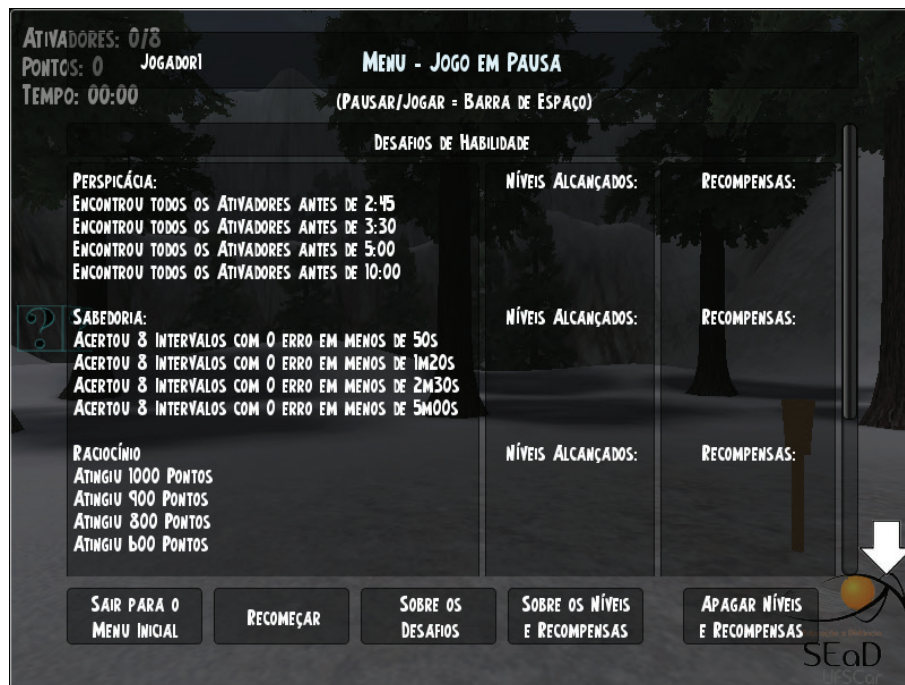 Ativadores: 0/8
Pontos: 0
Jogador1
Tempo: 00:00
Menu - Jogo em Pausa
(Pausar/Jogar = Barra de Espaço)
Desafios de Habilidade
Perspicácia:
Encontrou todos os Ativadores antes de 2:45
Encontrou todos os Ativadores antes de 3:30
Encontrou todos os Ativadores antes de 5:00
Encontrou todos os Ativadores antes de 10:00
Níveis Alcançados:
Recompensas:
?
Sabedoria:
Acertou 8 Intervalos com 0 erro em menos de 50s
Acertou 8 Intervalos com 0 erro em menos de 1m20s
Acertou 8 Intervalos com 0 erro em menos de 2m30s
Acertou 8 Intervalos com 0 erro em menos de 5m00s
Níveis Alcançados:
Recompensas:
Raciocínio
Atingiu 1000 Pontos
Atingiu 900 Pontos
Atingiu 800 Pontos
Atingiu 600 Pontos
Níveis Alcançados:
Recompensas:
Sair para o
Menu Inicial
Recomeçar
Sobre os
Desafios
Sobre os Níveis
e Recompensas
Apagar Níveis
e Recompensas
SEaD
UFSCar